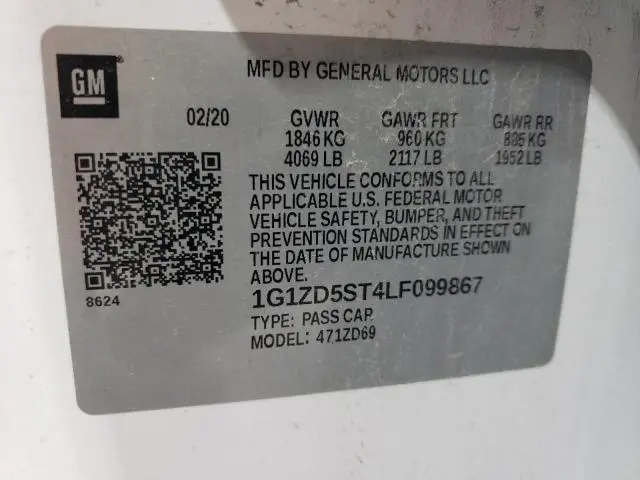 GM
MFD BY GENERAL MOTORS LLC
02/20 GVWR GAWR FRT GAWR RR
1846 KG 960 KG 885 KG
4069 LB 2117 LB 1952 LB
THIS VEHICLE CONFORMS TO ALL
APPLICABLE U.S. FEDERAL MOTOR
VEHICLE SAFETY, BUMPER, AND THEFT
PREVENTION STANDARDS IN EFFECT ON
THE DATE OF MANUFACTURE SHOWN
ABOVE.
8624
1G1ZD5ST4LF099867
TYPE: PASS CAR
MODEL: 471ZD69